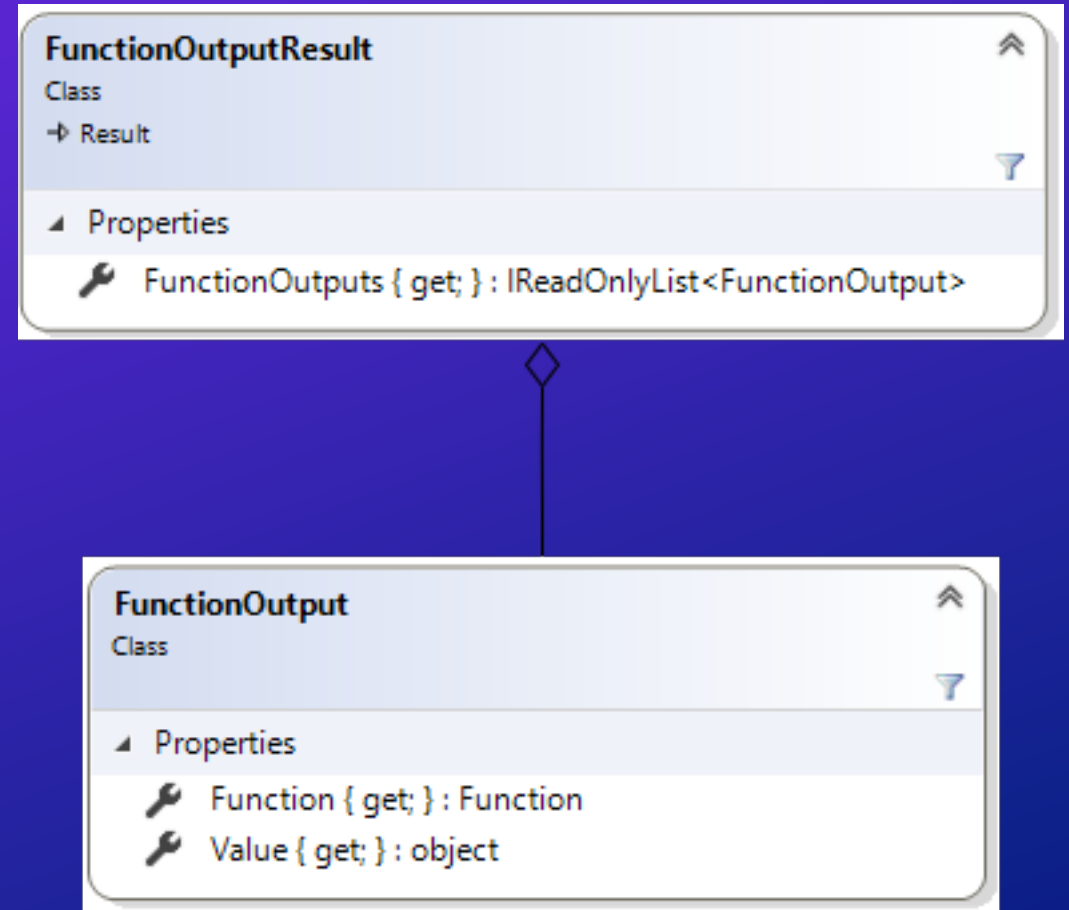 FunctionOutputResult
Class
Result
Properties
FunctionOutputs { get; } : IReadOnlyList<FunctionOutput>
FunctionOutput
Class
Properties
Function { get; } : Function
Value { get; } : object